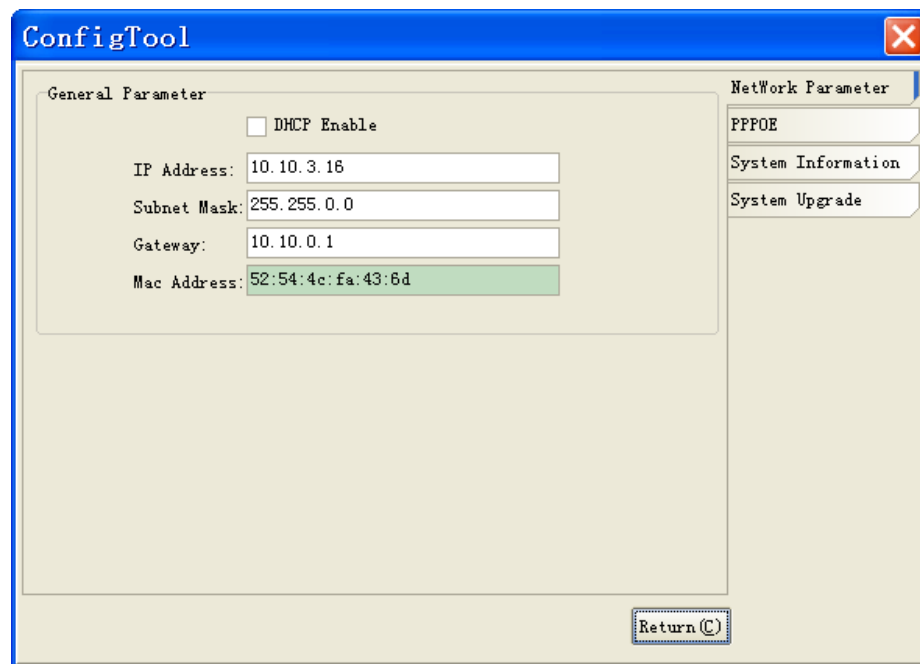 ConfigTool
General Parameter
DHCP Enable
IP Address: 10.10.3.16
Subnet Mask: 255.255.0.0
Gateway: 10.10.0.1
Mac Address: 52:54:4c:fa:43:6d
NetWork Parameter
PPPOE
System Information
System Upgrade
Return(C)